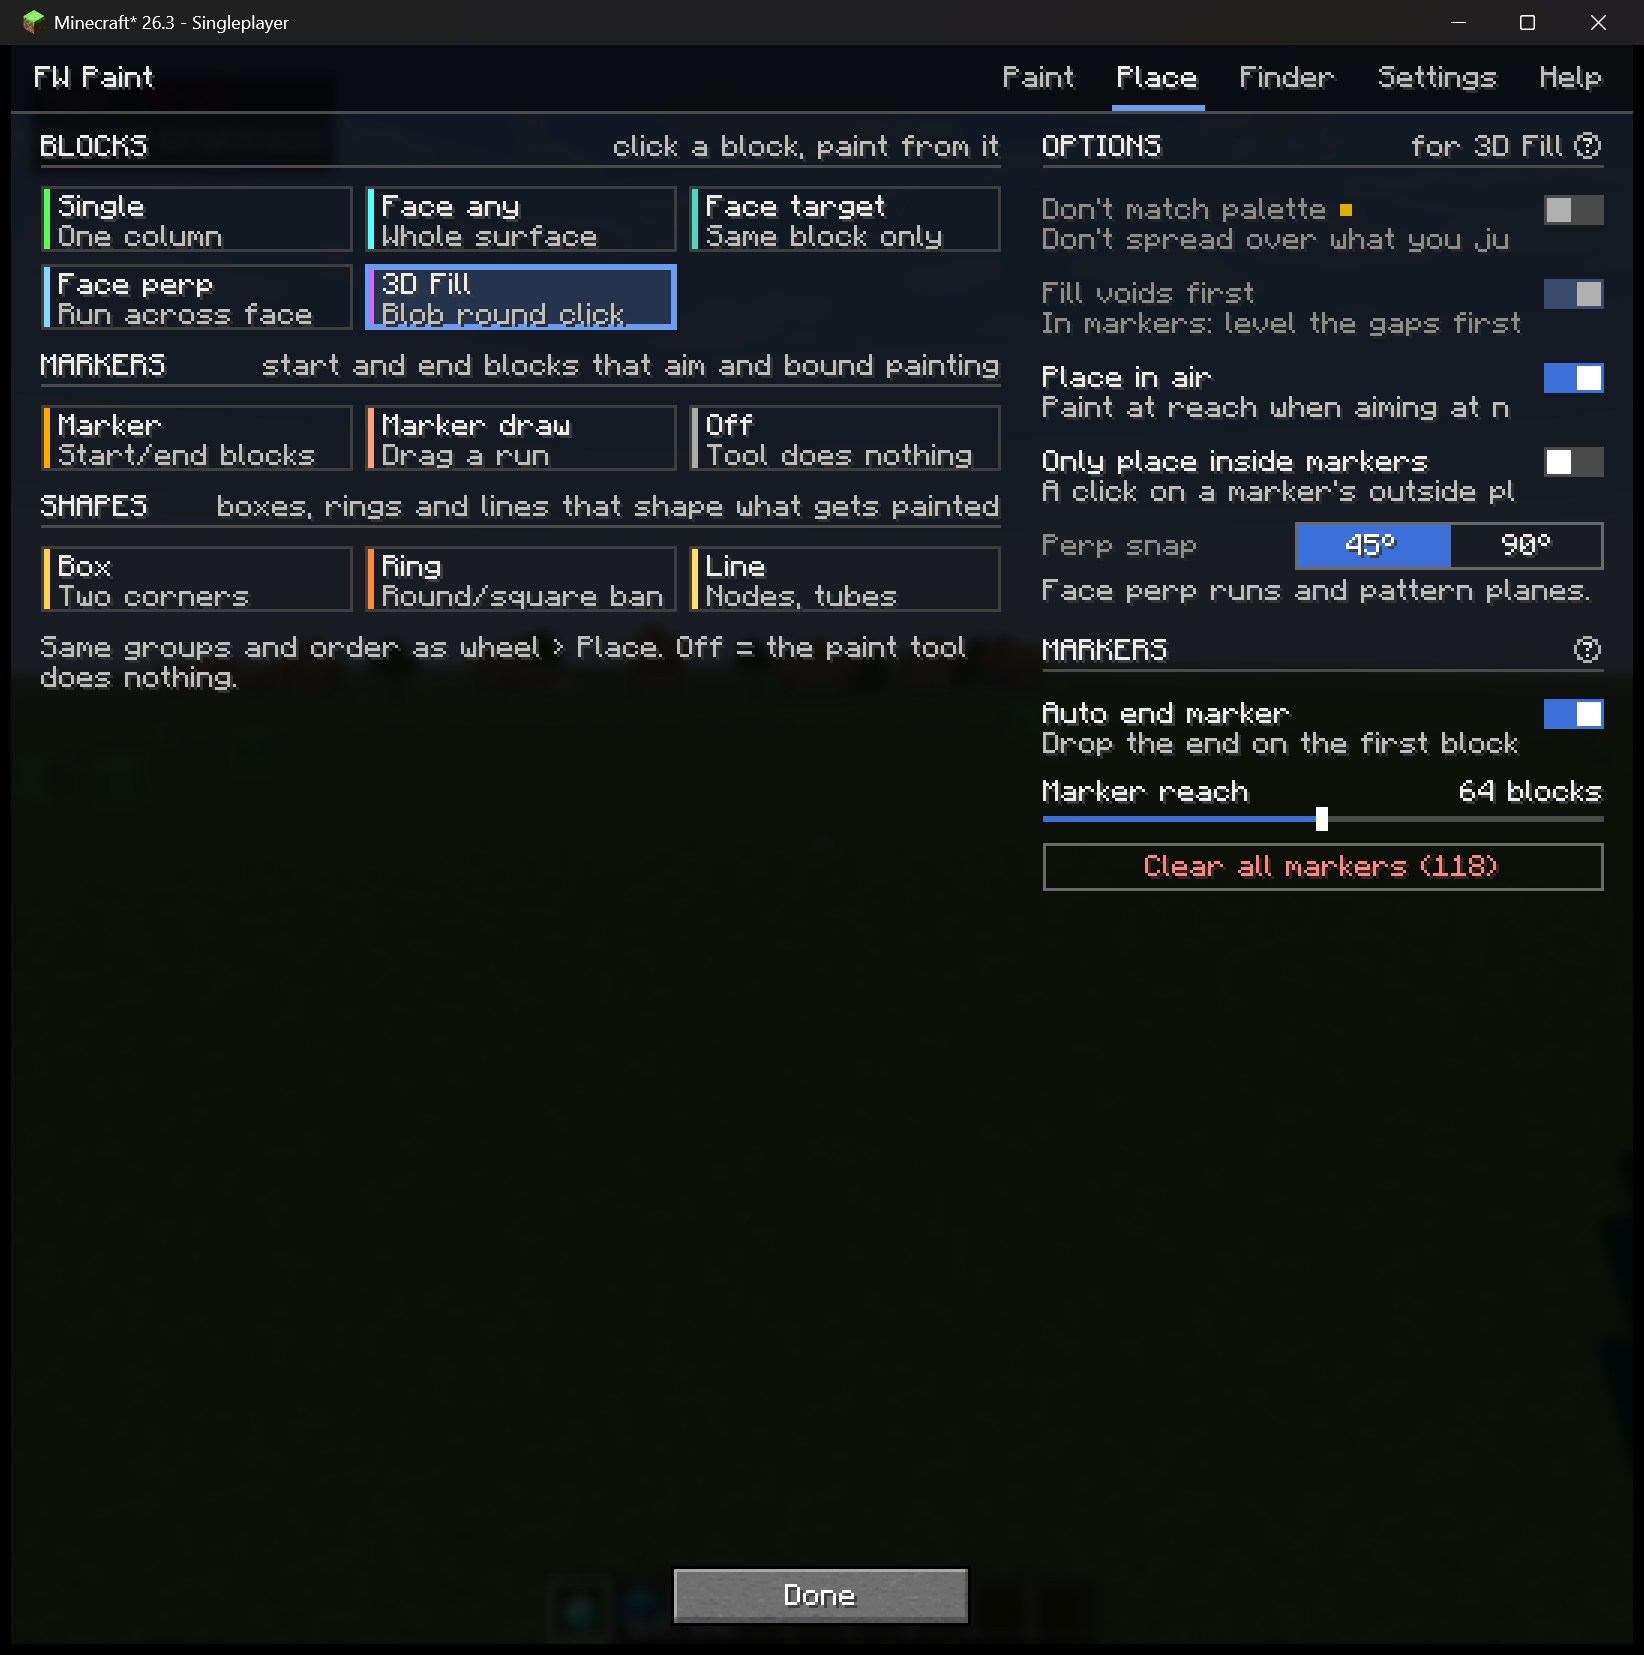 Minecraft* 26.3 - Singleplayer
FW Paint
Paint Place Finder Settings Help
BLOCKS click a block, paint from it
Single
One column
Face any
Whole surface
Face target
Same block only
Face perp
Run across face
3D Fill
Blob round click
MARKERS start and end blocks that aim and bound painting
Marker
Start/end blocks
Marker draw
Drag a run
Off
Tool does nothing
SHAPES boxes, rings and lines that shape what gets painted
Box
Two corners
Ring
Round/square ban
Line
Nodes, tubes
Same groups and order as wheel > Place. Off = the paint tool
does nothing.
OPTIONS for 3D Fill ?
Don't match palette
Don't spread over what you ju
Fill voids first
In markers: level the gaps first
Place in air
Paint at reach when aiming at n
Only place inside markers
A click on a marker's outside pl
Perp snap 45º 90º
Face perp runs and pattern planes.
MARKERS ?
Auto end marker
Drop the end on the first block
Marker reach 64 blocks
Clear all markers (118)
Done